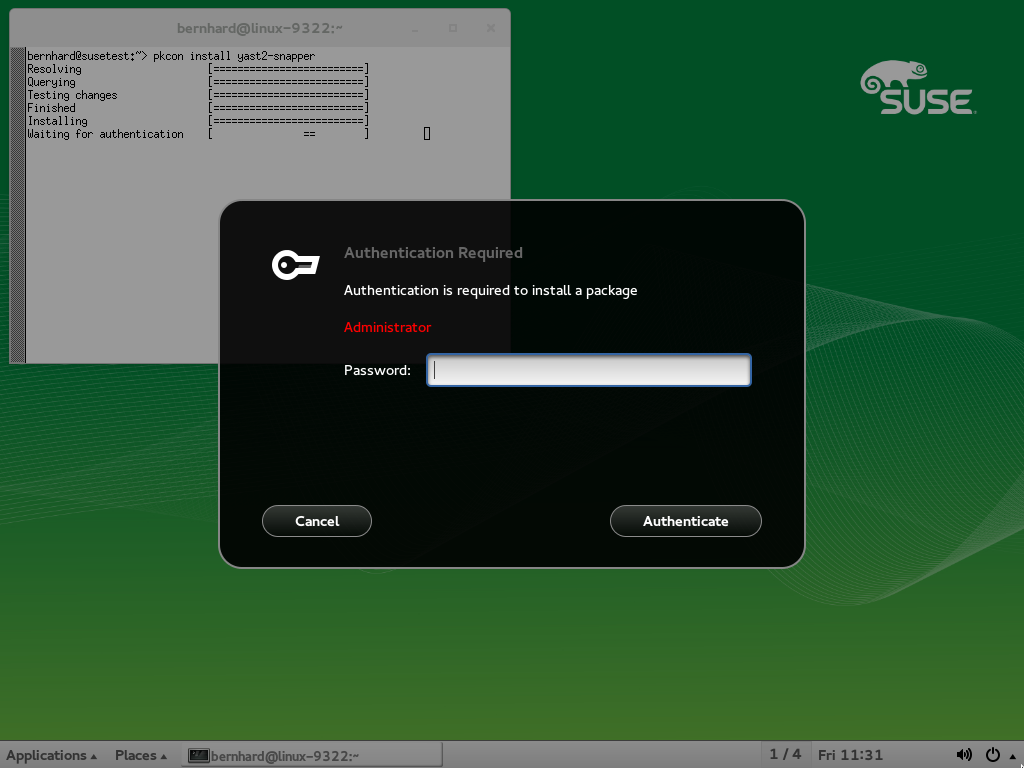 bernhard@linux-9322:~
bernhard@susetest:~> pkcon install yast2-snapper
Resolving [=========================]
Querying [=========================]
Testing changes [=========================]
Finished [=========================]
Installing [=========================]
Waiting for authentication [ == ]
SUSE
Authentication Required
Authentication is required to install a package
Administrator
Password:
Cancel Authenticate
Applications Places bernhard@linux-9322:~ 1 / 4 Fri 11:31